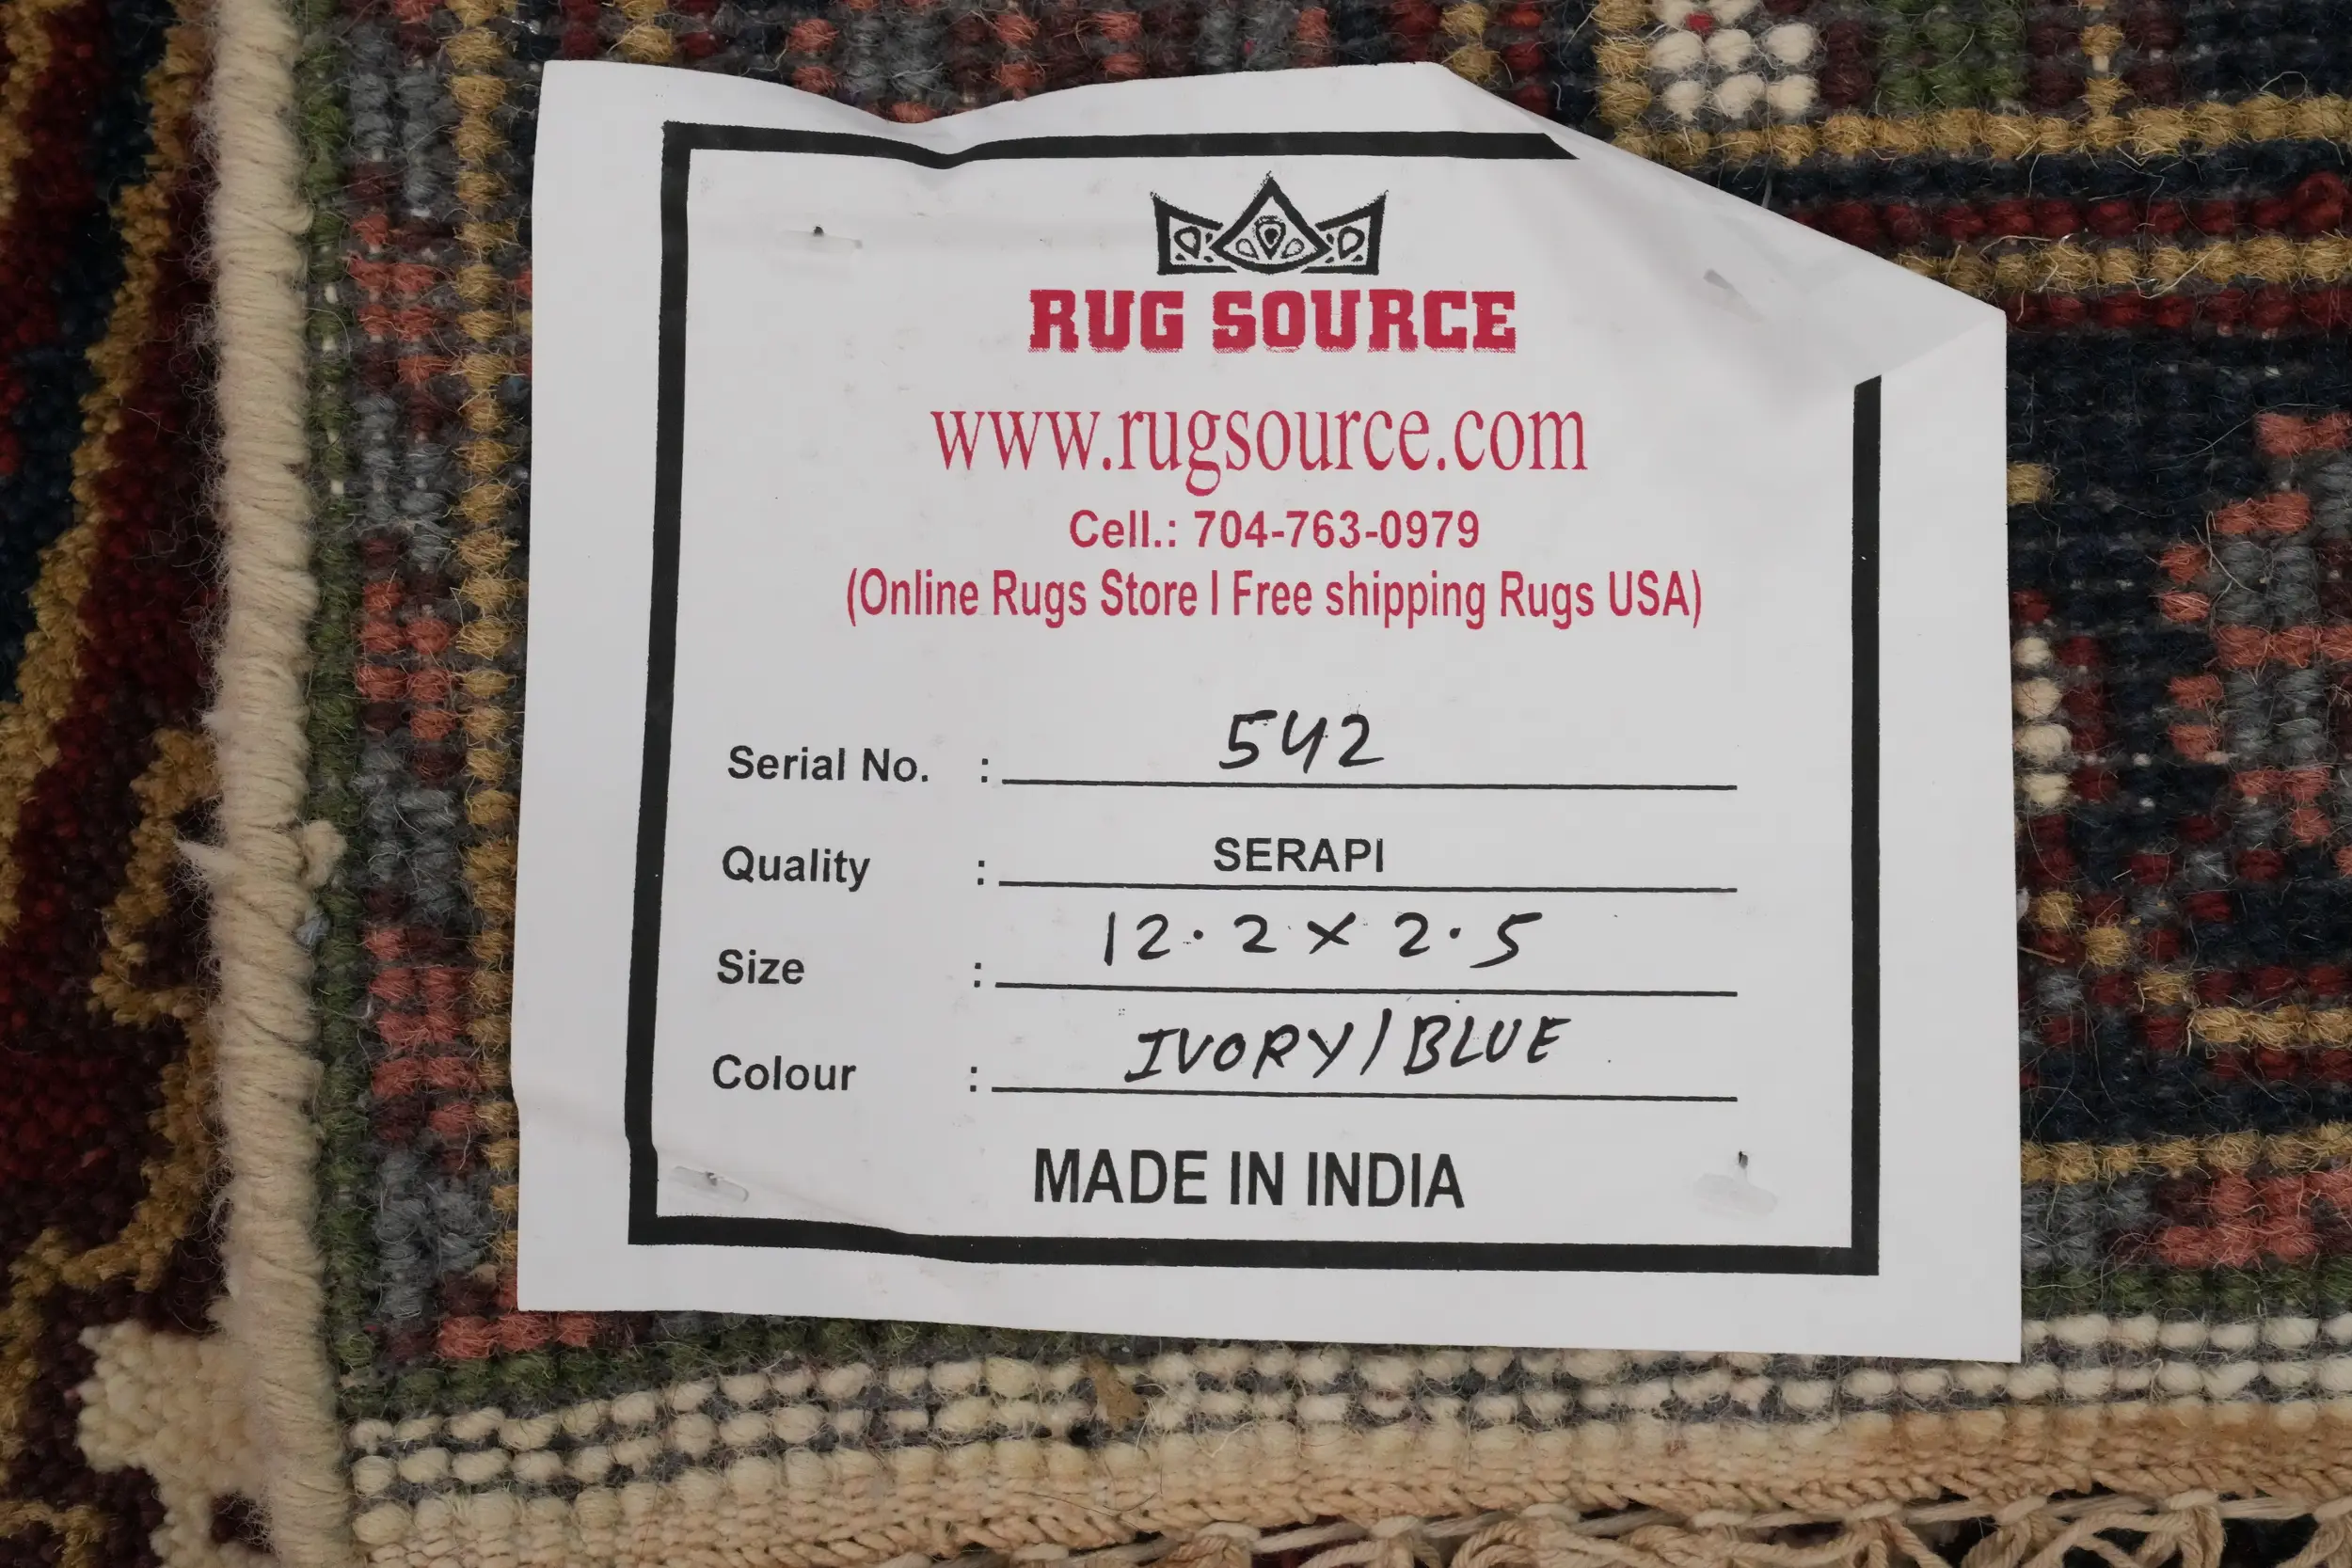 RUG SOURCE
www.rugsource.com
Cell.: 704-763-0979
(Online Rugs Store I Free shipping Rugs USA)
Serial No. : 542
Quality : SERAPI
Size : 12.2 x 2.5
Colour : IVORY/BLUE
MADE IN INDIA